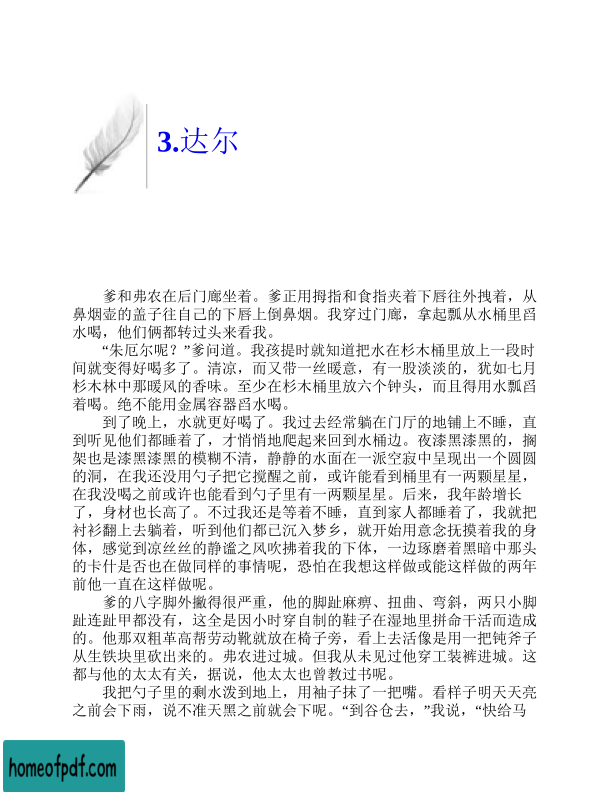 3.达尔
爹和弗农在后门廊坐着。爹正用拇指和食指夹着下唇往外拽着，从
鼻烟壶的盖子往自己的下唇上倒鼻烟。我穿过门廊，拿起瓢从水桶里舀
水喝，他们俩都转过头来看我。
“朱厄尔呢？”爹问道。我孩提时就知道把水在杉木桶里放上一段时
间就变得好喝多了。清凉，而又带一丝暖意，有一股淡淡的，犹如七月
杉木林中那暖风的香味。至少在杉木桶里放六个钟头，而且得用水瓢舀
着喝。绝不能用金属容器舀水喝。
到了晚上，水就更好喝了。我过去经常躺在门厅的地铺上不睡，直
到听见他们都睡着了，才悄悄地爬起来回到水桶边。夜漆黑漆黑的，搁
架也是漆黑漆黑的模糊不清，静静的水面在一派空寂中呈现出一个圆圆
的洞，在我还没用勺子把它搅醒之前，或许能看到桶里有一两颗星星，
在我没喝之前或许也能看到勺子里有一两颗星星。后来，我年龄增长
了，身材也长高了。不过我还是等着不睡，直到家人都睡着了，我就把
衬衫翻上去躺着，听到他们都已沉入梦乡，就开始用意念抚摸着我的身
体，感觉到凉丝丝的静谧之风吹拂着我的下体，一边琢磨着黑暗中那头
的卡什是否也在做同样的事情呢，恐怕在我想这样做或能这样做的两年
前他一直在这样做呢。
爹的八字脚外撇得很严重，他的脚趾麻痹、扭曲、弯斜，两只小脚
趾连趾甲都没有，这全是因小时穿自制的鞋子在湿地里拼命干活而造成
的。他那双粗革高帮劳动靴就放在椅子旁，看上去活像是用一把钝斧子
从生铁块里砍出来的。弗农进过城。但我从未见过他穿工装裤进城。这
都与他的太太有关，据说，他太太也曾教过书呢。
我把勺子里的剩水泼到地上，用袖子抹了一把嘴。看样子明天天亮
之前会下雨，说不准天黑之前就会下呢。“到谷仓去，”我说，“快给马
homeofpdf.com